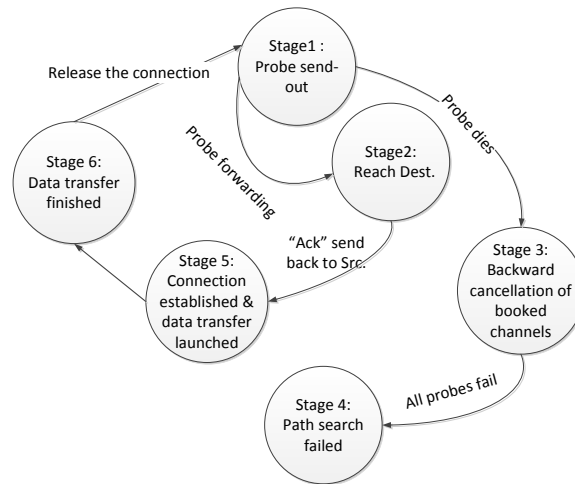 Stage1 :
Probe send-
out
Release the connection
Probe dies
Probe forwarding
Stage2:
Reach Dest.
Stage 6:
Data transfer
finished
"Ack" send
back to Src.
Stage 5:
Connection
established &
data transfer
launched
Stage 3:
Backward
cancellation of
booked
channels
All probes fail
Stage 4:
Path search
failed